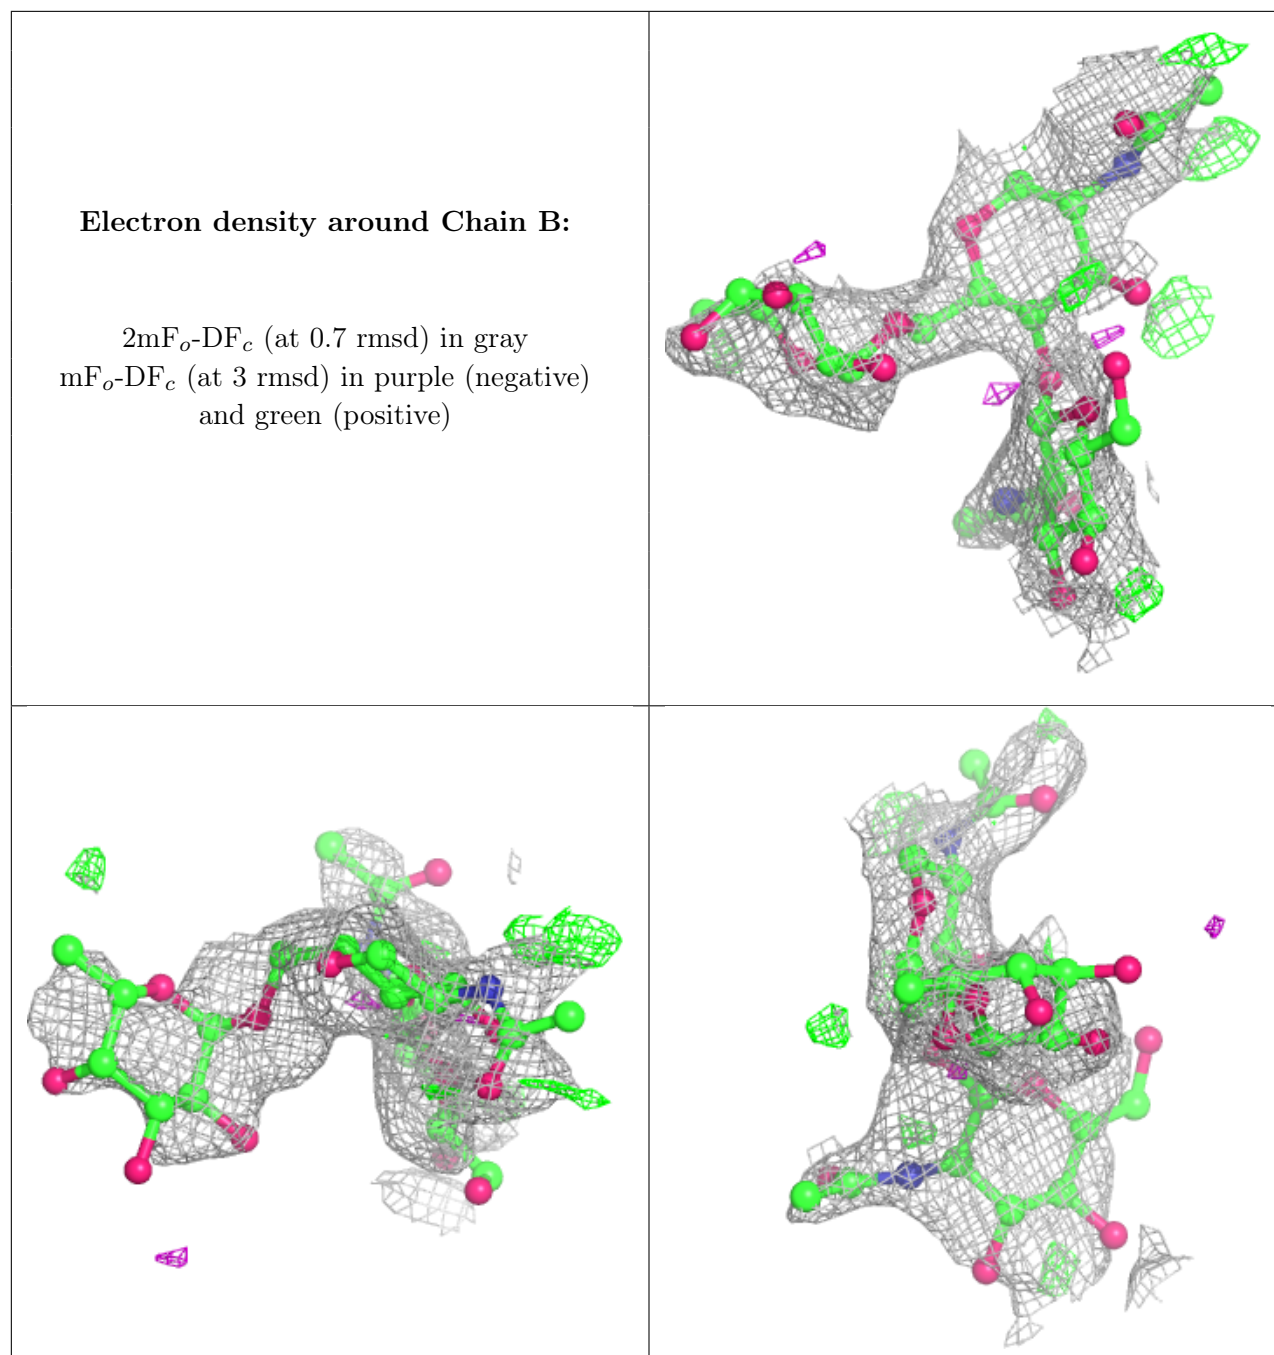 Electron density around Chain B:
2mFₒ-DF𝑐 (at 0.7 rmsd) in gray
mFₒ-DF𝑐 (at 3 rmsd) in purple (negative)
and green (positive)